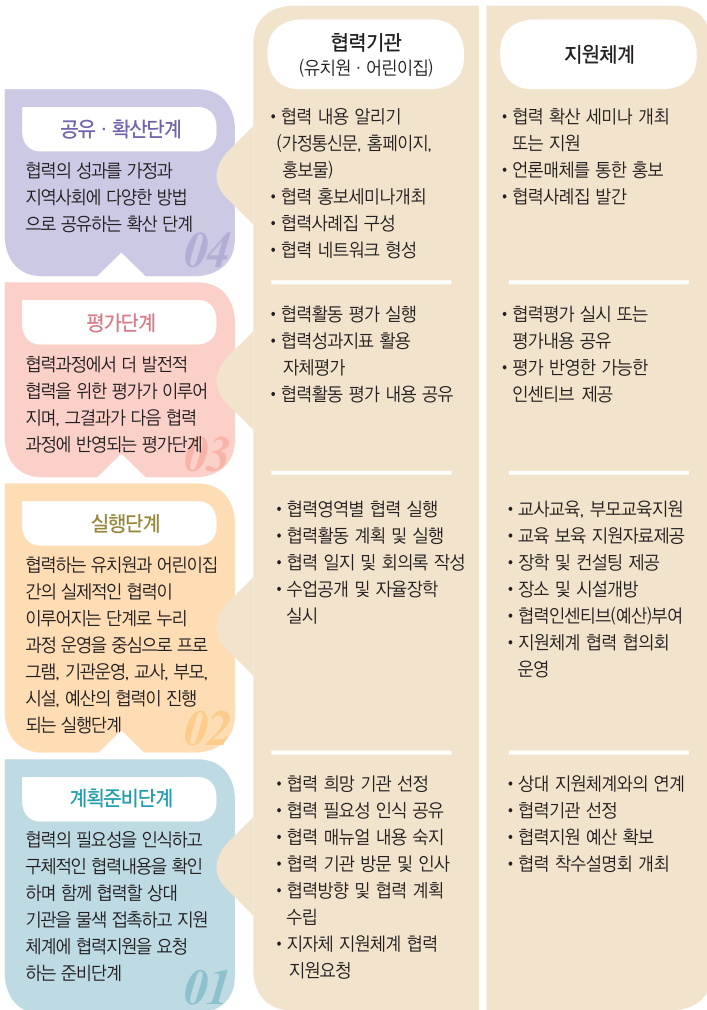 협력기관
(유치원 · 어린이집)
지원체계
공유 · 확산단계
협력의 성과를 가정과
지역사회에 다양한 방법
으로 공유하는 확산 단계
04
• 협력 내용 알리기
(가정통신문, 홈페이지,
홍보물)
• 협력 홍보세미나개최
• 협력사례집 구성
• 협력 네트워크 형성
• 협력 확산 세미나 개최
또는 지원
• 언론매체를 통한 홍보
• 협력사례집 발간
평가단계
협력과정에서 더 발전적
협력을 위한 평가가 이루어
지며, 그결과가 다음 협력
과정에 반영되는 평가단계
03
• 협력활동 평가 실행
• 협력성과지표 활용
자체평가
• 협력활동 평가 내용 공유
• 협력평가 실시 또는
평가내용 공유
• 평가 반영한 가능한
인센티브 제공
실행단계
협력하는 유치원과 어린이집
간의 실제적인 협력이
이루어지는 단계로 누리
과정 운영을 중심으로 프로
그램, 기관운영, 교사, 부모,
시설, 예산의 협력이 진행
되는 실행단계
02
• 협력영역별 협력 실행
• 협력활동 계획 및 실행
• 협력 일지 및 회의록 작성
• 수업공개 및 자율장학
실시
• 교사교육, 부모교육지원
• 교육 보육 지원자료제공
• 장학 및 컨설팅 제공
• 장소 및 시설개방
• 협력인센티브(예산)부여
• 지원체계 협력 협의회
운영
계획준비단계
협력의 필요성을 인식하고
구체적인 협력내용을 확인
하며 함께 협력할 상대
기관을 물색 접촉하고 지원
체계에 협력지원을 요청
하는 준비단계
01
• 협력 희망 기관 선정
• 협력 필요성 인식 공유
• 협력 매뉴얼 내용 숙지
• 협력 기관 방문 및 인사
• 협력방향 및 협력 계획
수립
• 지자체 지원체계 협력
지원요청
• 상대 지원체계와의 연계
• 협력기관 선정
• 협력지원 예산 확보
• 협력 착수설명회 개최